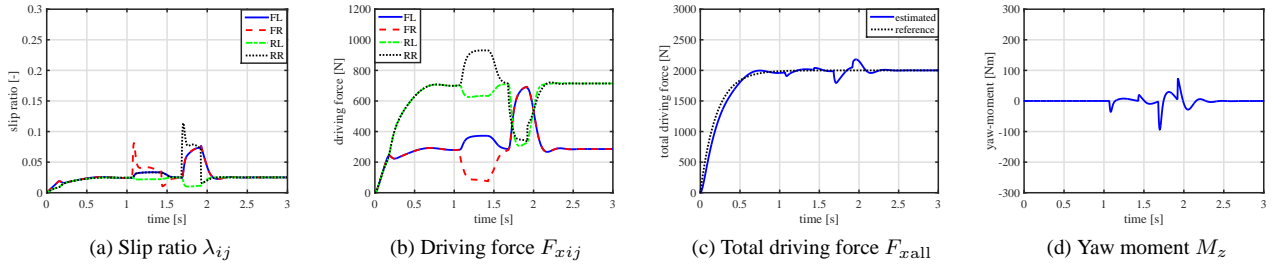 0.3
0.25
0.2
0.15
0.1
0.05
0
slip ratio [-]
FL
FR
RL
RR
0 0.5 1 1.5 2 2.5 3
time [s]
(a) Slip ratio λij
1200
1000
800
600
400
200
0
driving force [N]
FL
FR
RL
RR
0 0.5 1 1.5 2 2.5 3
time [s]
(b) Driving force Fxij
3000
2500
2000
1500
1000
500
0
total driving force [N]
estimated
reference
0 0.5 1 1.5 2 2.5 3
time [s]
(c) Total driving force Fxall
300
200
100
0
-100
-200
-300
yaw-moment [Nm]
0 0.5 1 1.5 2 2.5 3
time [s]
(d) Yaw moment Mz